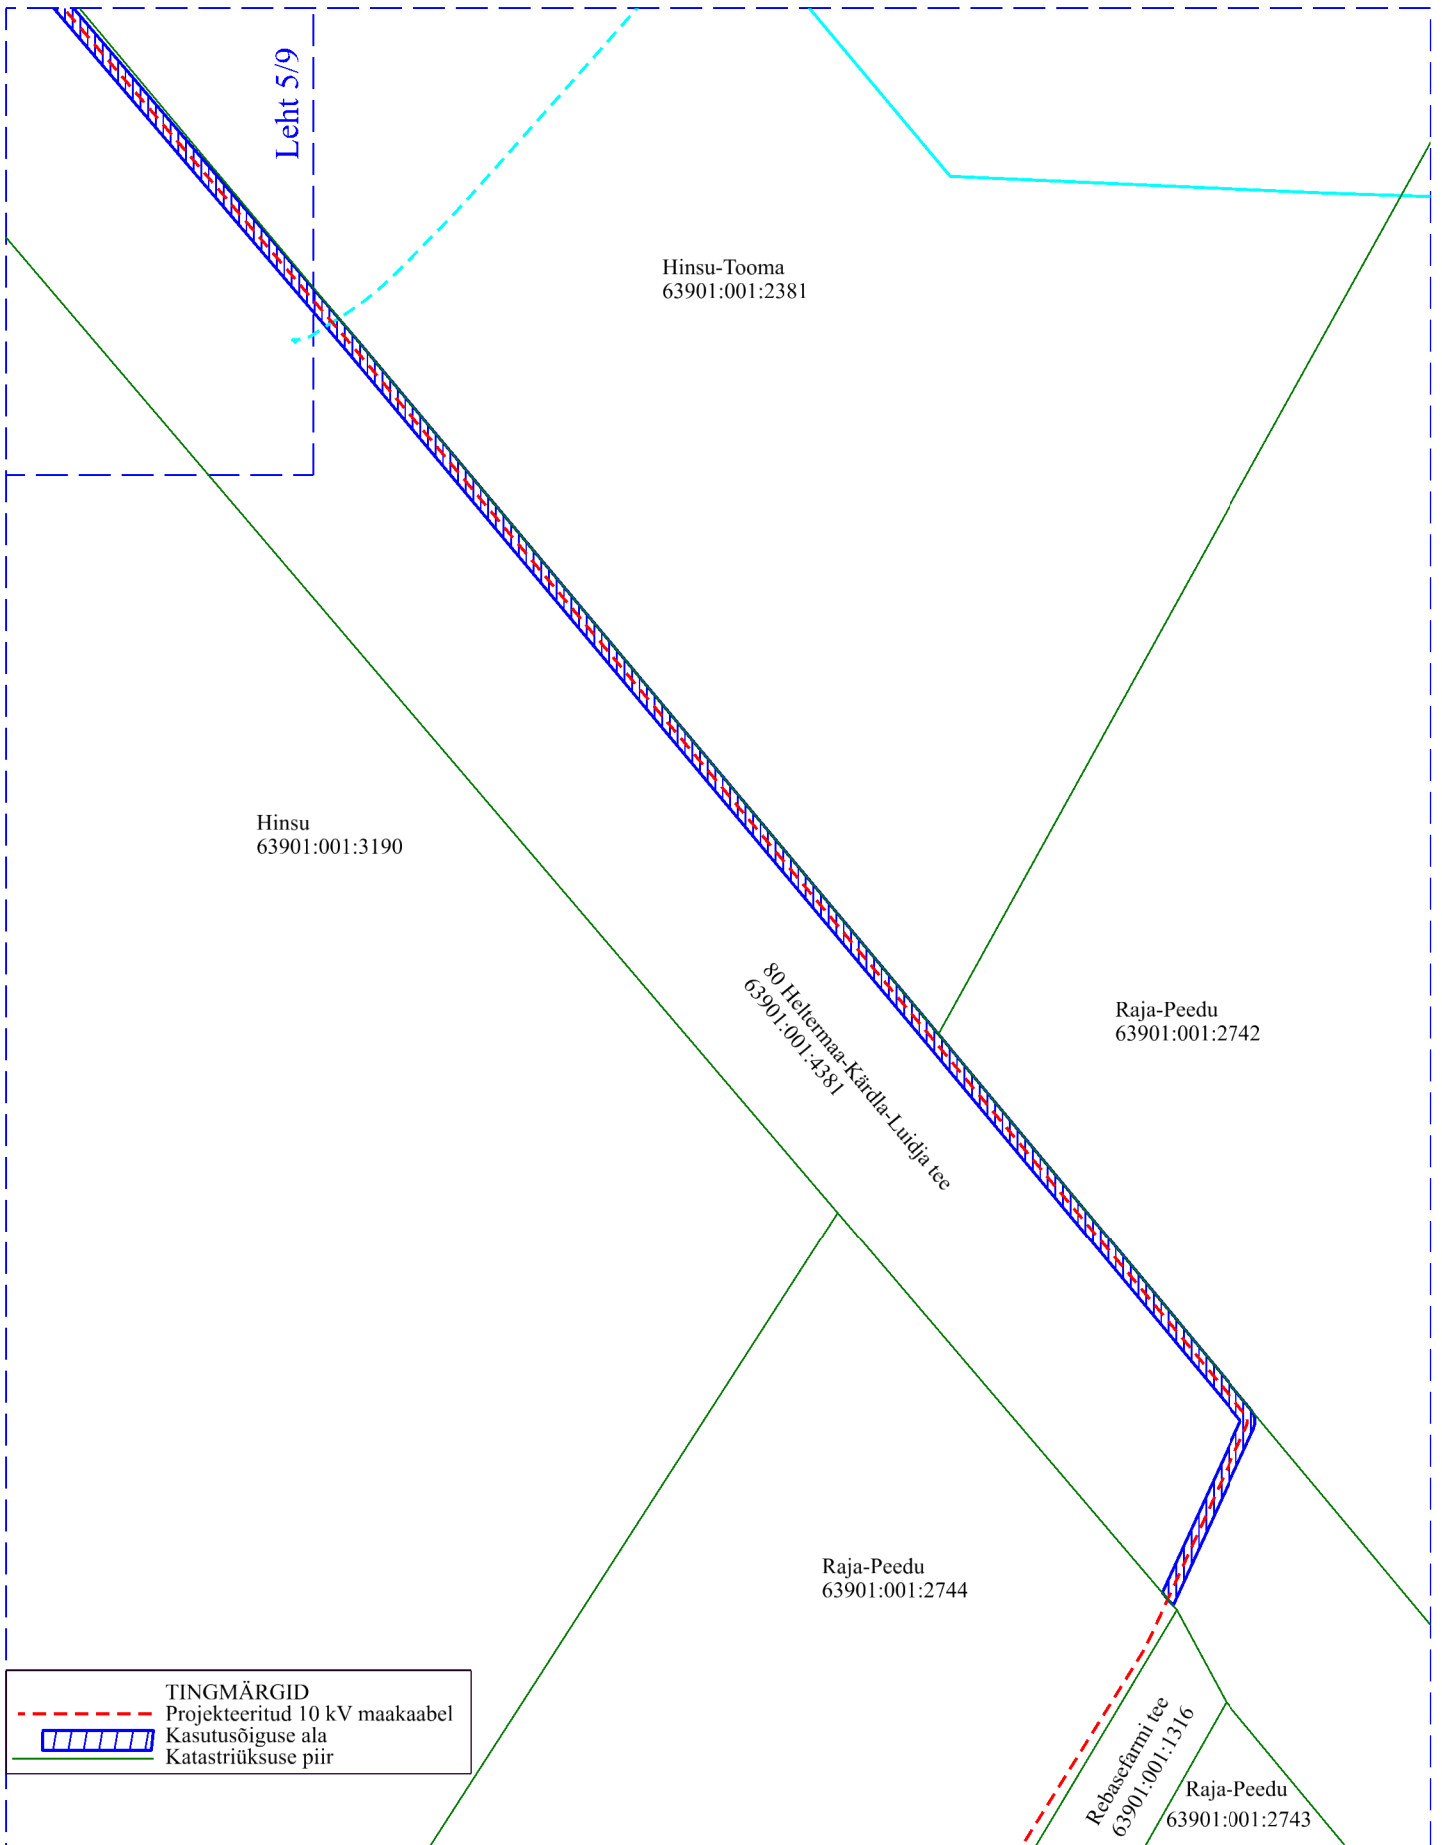 Leht 5/9
Hinsu-Tooma
63901:001:2381
Hinsu
63901:001:3190
80 Heltermaa-Kärdla-Luidja tee
63901:001:4381
Raja-Peedu
63901:001:2742
Raja-Peedu
63901:001:2744
TINGMÄRGID
Projekteeritud 10 kV maakaabel
Kasutusõiguse ala
Katastriüksuse piir
Rebasefarmi tee
63901:001:1316
Raja-Peedu
63901:001:2743